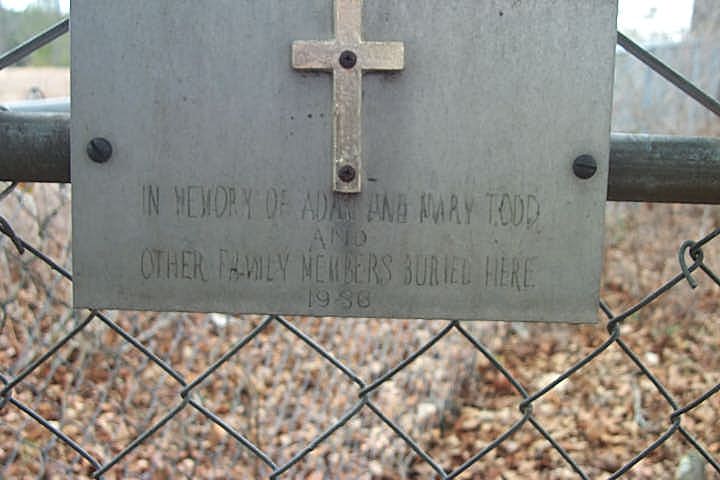 IN MEMORY OF ADAM AND MARY TODD
AND
OTHER FAMILY MEMBERS BURIED HERE
1986